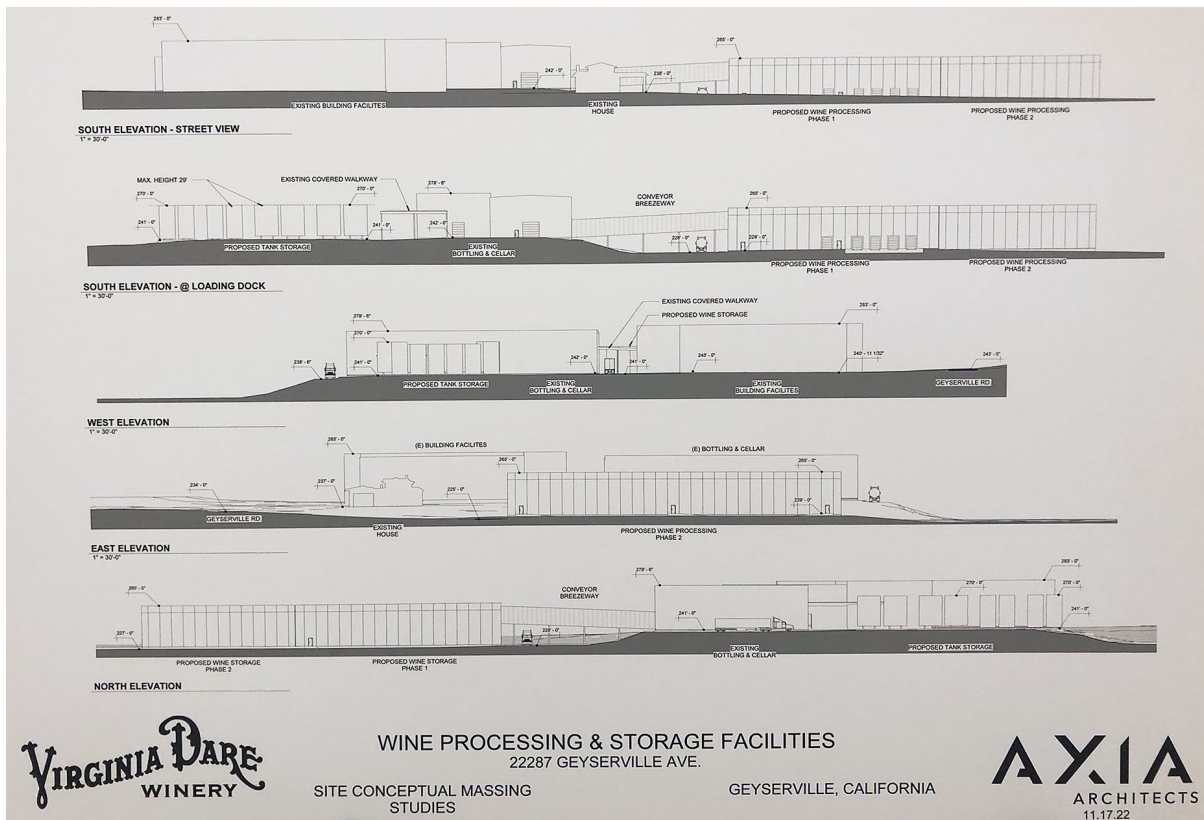 283' - 0"
265' - 0"
242' - 0"
238' - 0"
EXISTING BUILDING FACILITES
EXISTING
HOUSE
PROPOSED WINE PROCESSING
PHASE 1
PROPOSED WINE PROCESSING
PHASE 2
SOUTH ELEVATION - STREET VIEW
1" = 30'-0"
MAX. HEIGHT 29'
EXISTING COVERED WALKWAY
270' - 0"
270' - 0"
279' - 6"
CONVEYOR
BREEZEWAY
265' - 0"
241' - 0"
241' - 0"
242' - 0"
228' - 0"
229' - 0"
PROPOSED TANK STORAGE
EXISTING
BOTTLING & CELLAR
PROPOSED WINE PROCESSING
PHASE 1
PROPOSED WINE PROCESSING
PHASE 2
SOUTH ELEVATION - @ LOADING DOCK
1" = 30'-0"
EXISTING COVERED WALKWAY
PROPOSED WINE STORAGE
279' - 6"
270' - 0"
283' - 0"
238' - 6"
241' - 0"
242' - 0"
241' - 0"
243' - 0"
240' - 11 1/32"
243' - 0"
PROPOSED TANK STORAGE
EXISTING
BOTTLING & CELLAR
EXISTING
BUILDING FACILITES
GEYSERVILLE RD.
WEST ELEVATION
1" = 30'-0"
283' - 0"
(E) BUILDING FACILITES
265' - 0"
(E) BOTTLING & CELLAR
265' - 0"
234' - 0"
237' - 0"
225' - 0"
229' - 0"
GEYSERVILLE RD.
EXISTING
HOUSE
PROPOSED WINE PROCESSING
PHASE 2
EAST ELEVATION
1" = 30'-0"
265' - 0"
CONVEYOR
BREEZEWAY
279' - 6"
283' - 0"
270' - 0"
270' - 0"
227' - 0"
228' - 0"
241' - 0"
241' - 0"
PROPOSED WINE STORAGE
PHASE 2
PROPOSED WINE STORAGE
PHASE 1
EXISTING
BOTTLING & CELLAR
PROPOSED TANK STORAGE
NORTH ELEVATION
VIRGINIA DARE
WINERY
WINE PROCESSING & STORAGE FACILITIES
22287 GEYSERVILLE AVE.
SITE CONCEPTUAL MASSING
STUDIES
GEYSERVILLE, CALIFORNIA
AXIA
ARCHITECTS
11.17.22